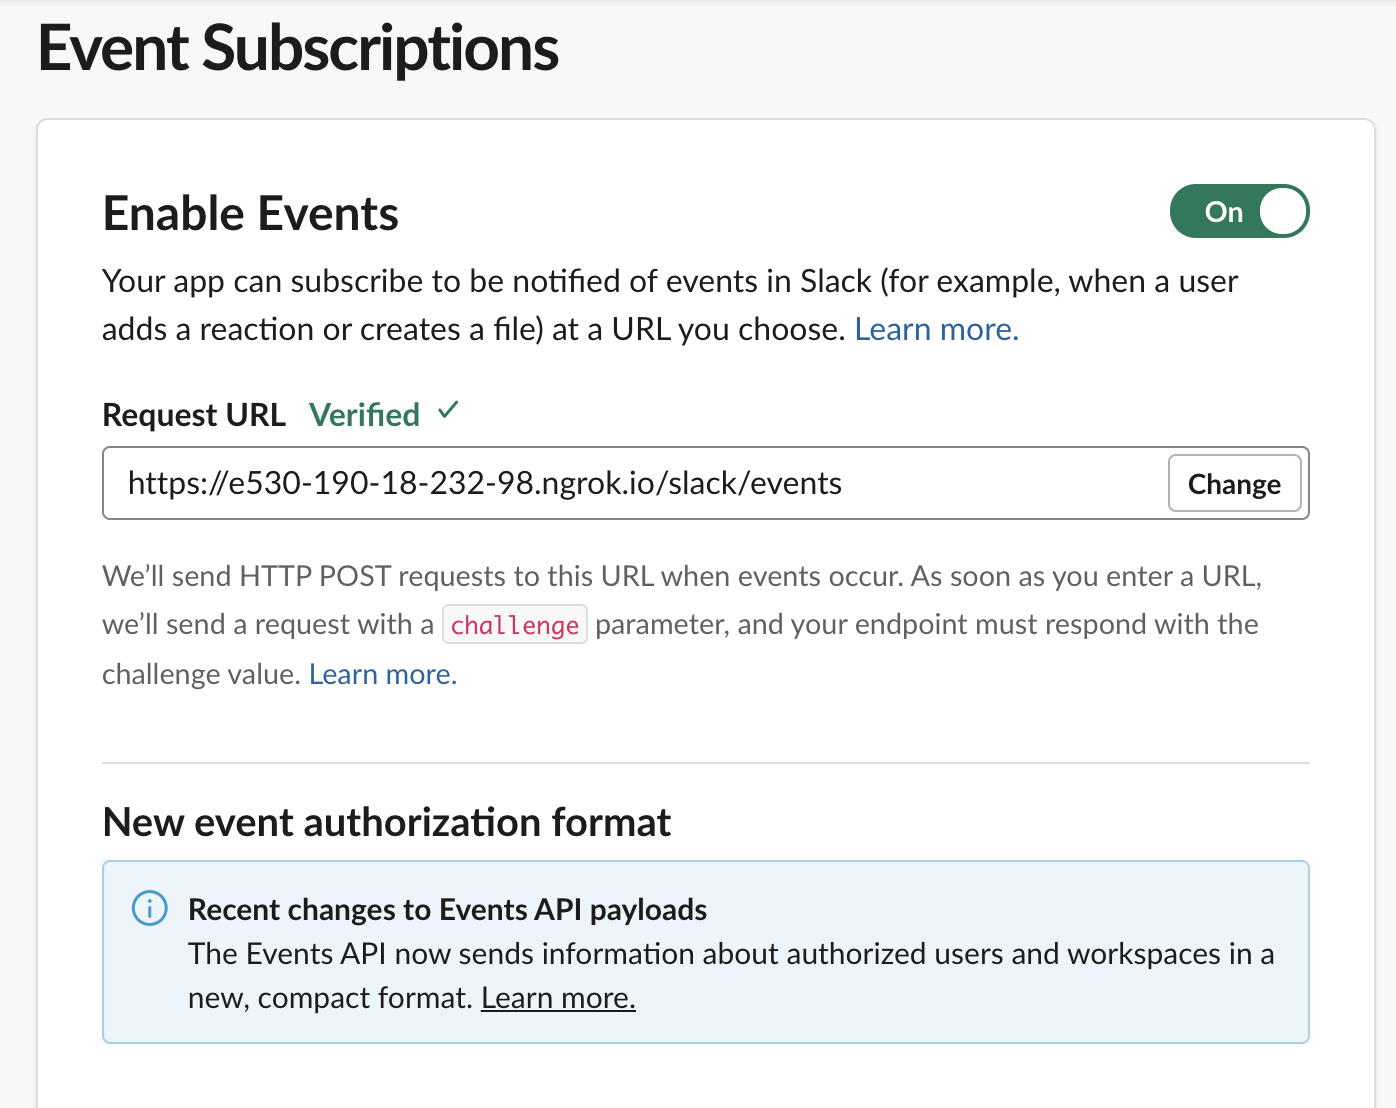 Event Subscriptions
Enable Events
On
Your app can subscribe to be notified of events in Slack (for example, when a user
adds a reaction or creates a file) at a URL you choose. Learn more.
Request URL Verified ✓
https://e530-190-18-232-98.ngrok.io/slack/events
Change
We’ll send HTTP POST requests to this URL when events occur. As soon as you enter a URL,
we’ll send a request with a challenge parameter, and your endpoint must respond with the
challenge value. Learn more.
New event authorization format
Recent changes to Events API payloads
The Events API now sends information about authorized users and workspaces in a
new, compact format. Learn more.